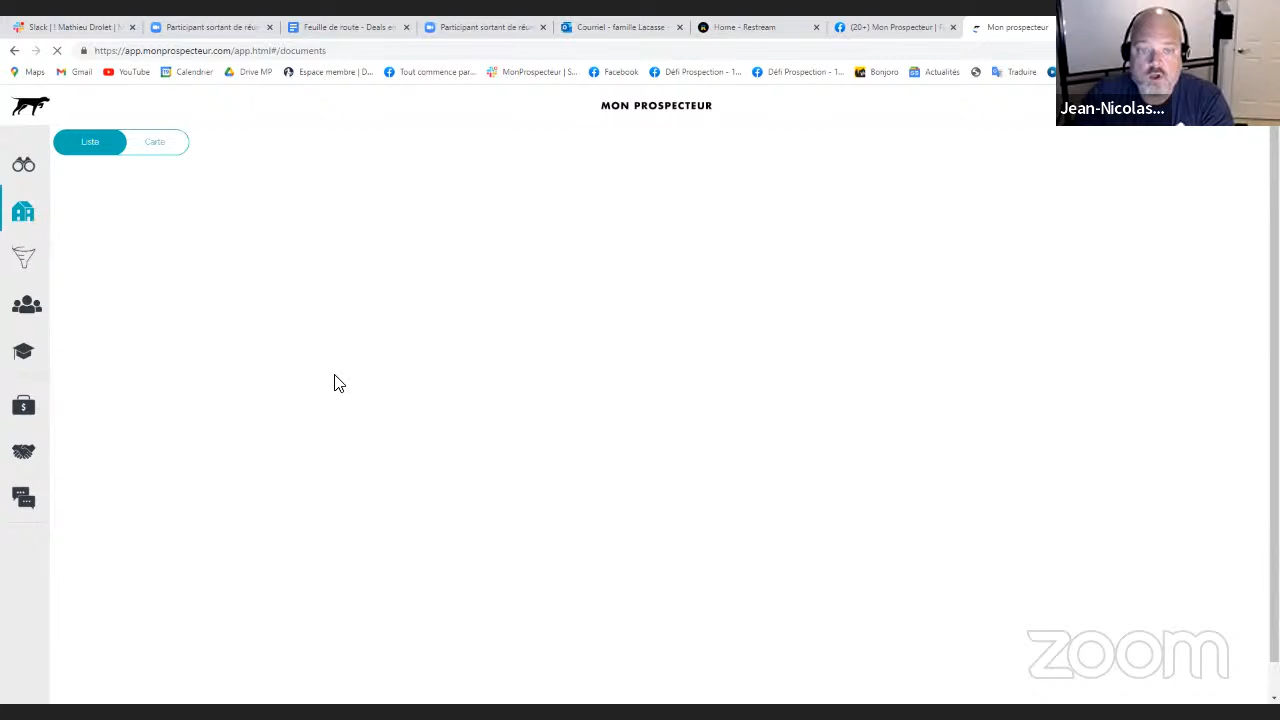 Slack | ! Mathieu Drolet | M
Participant sortant de réu
Feuille de route - Deals e
Participant sortant de réu
Courriel - famille Lacasse -
Home - Restream
(20+) Mon Prospecteur | F
Mon prospecteur
https://app.monprospecteur.com/app.html#/documents
Maps
Gmail
YouTube
Calendrier
Drive MP
Espace membre D...
Tout commence par...
MonProspecteur | S...
Facebook
Défi Prospection - 1...
Défi Prospection - 1...
Bonjoro
Actualités
Traduire
MON PROSPECTEUR
Jean-Nicolas...
Liste
Carte
zoom